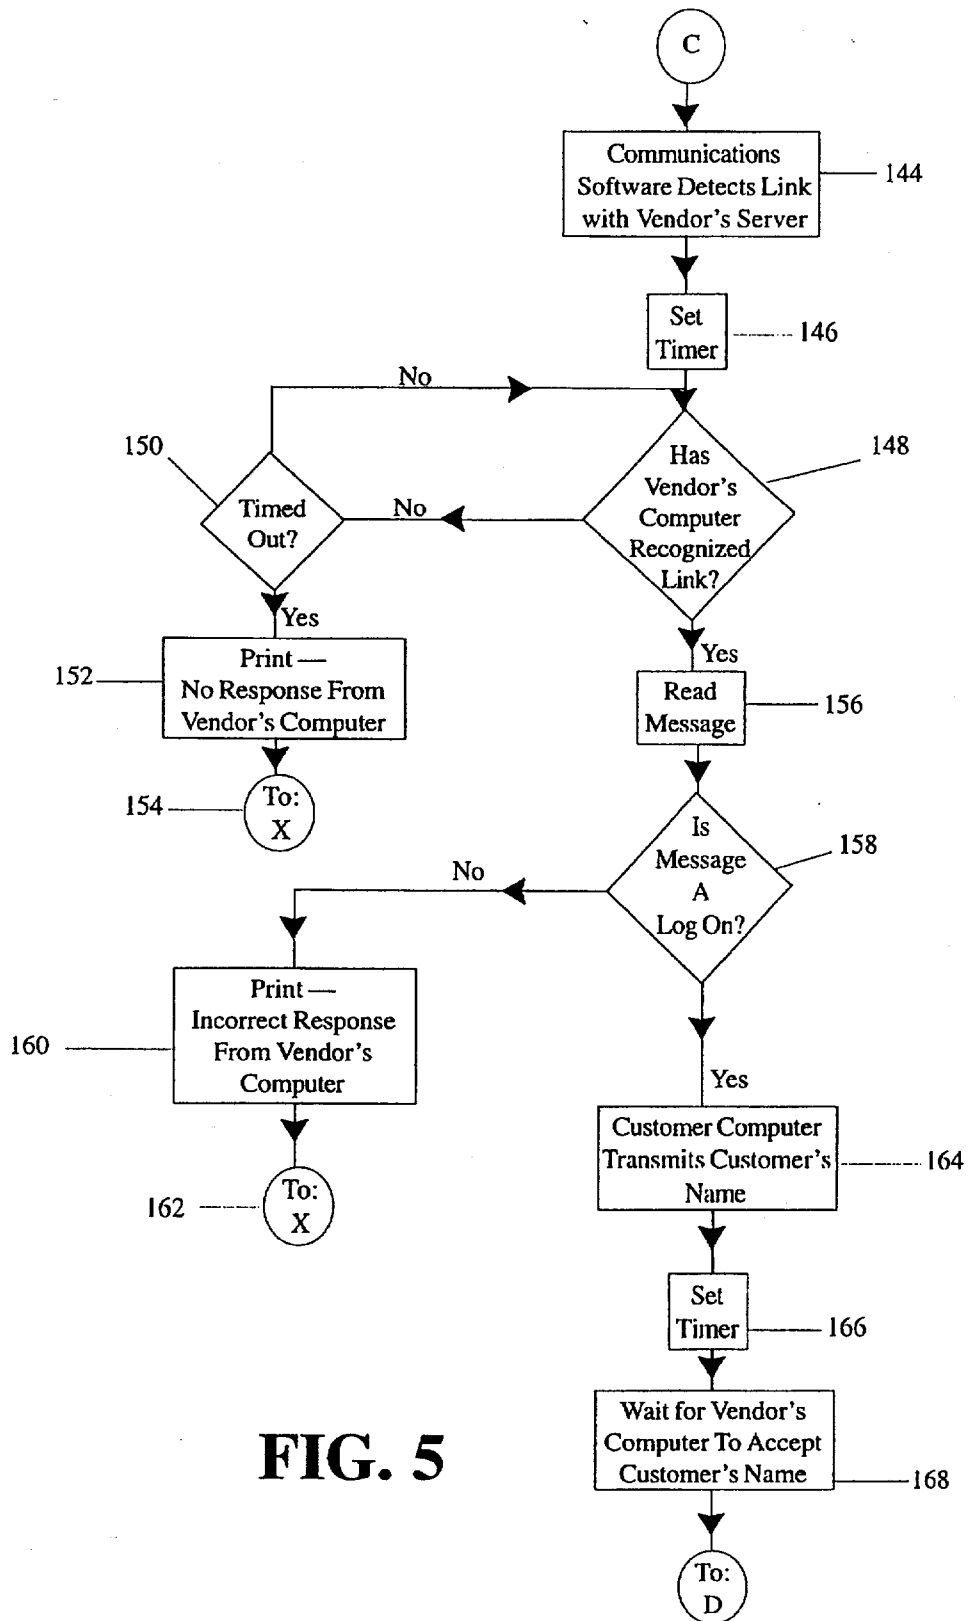 C
Communications
Software Detects Link
with Vendor's Server
144
Set
Timer
146
No
150
Timed
Out?
No
Has
Vendor's
Computer
Recognized
Link?
148
Yes
Yes
152
Print —
No Response From
Vendor's Computer
Read
Message
156
154
To:
X
Is
Message
A
Log On?
158
No
160
Print —
Incorrect Response
From Vendor's
Computer
Yes
162
To:
X
Customer Computer
Transmits Customer's
Name
164
Set
Timer
166
Wait for Vendor's
Computer To Accept
Customer's Name
168
FIG. 5
To:
D